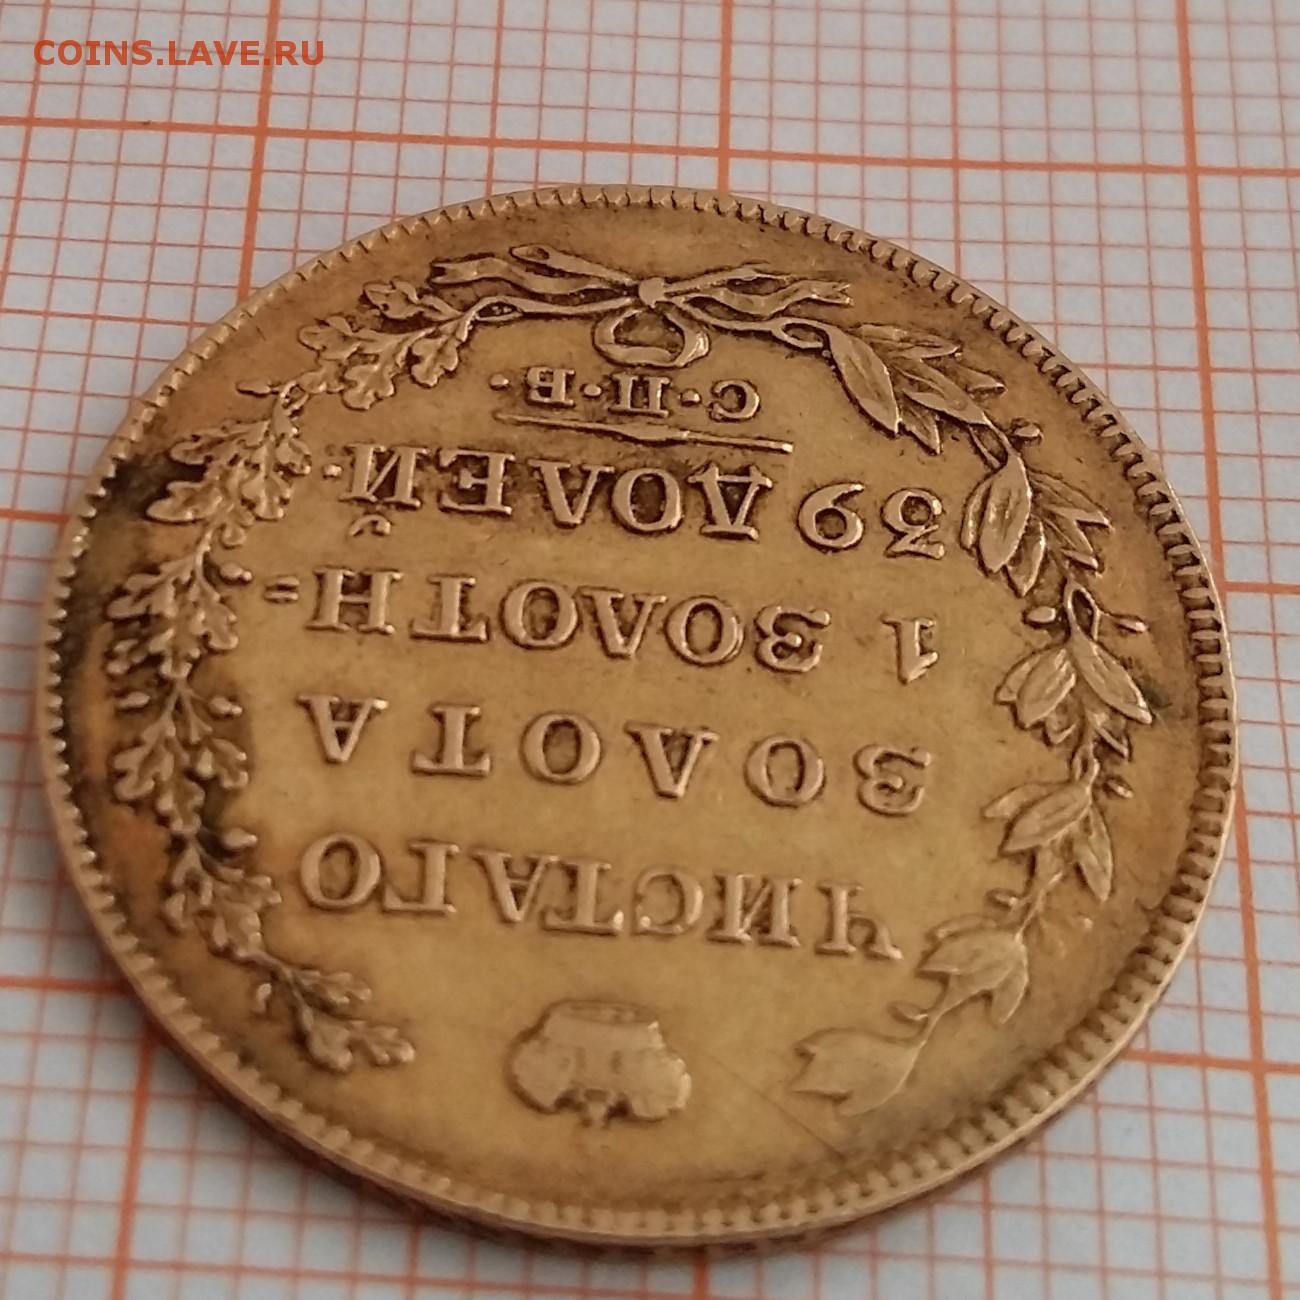 COINS.LAVE.RU
ЧИСТАГО
ЗОЛОТА
1 ЗОЛОТН=
39 ДОЛЕЙ.
С·П·Б·